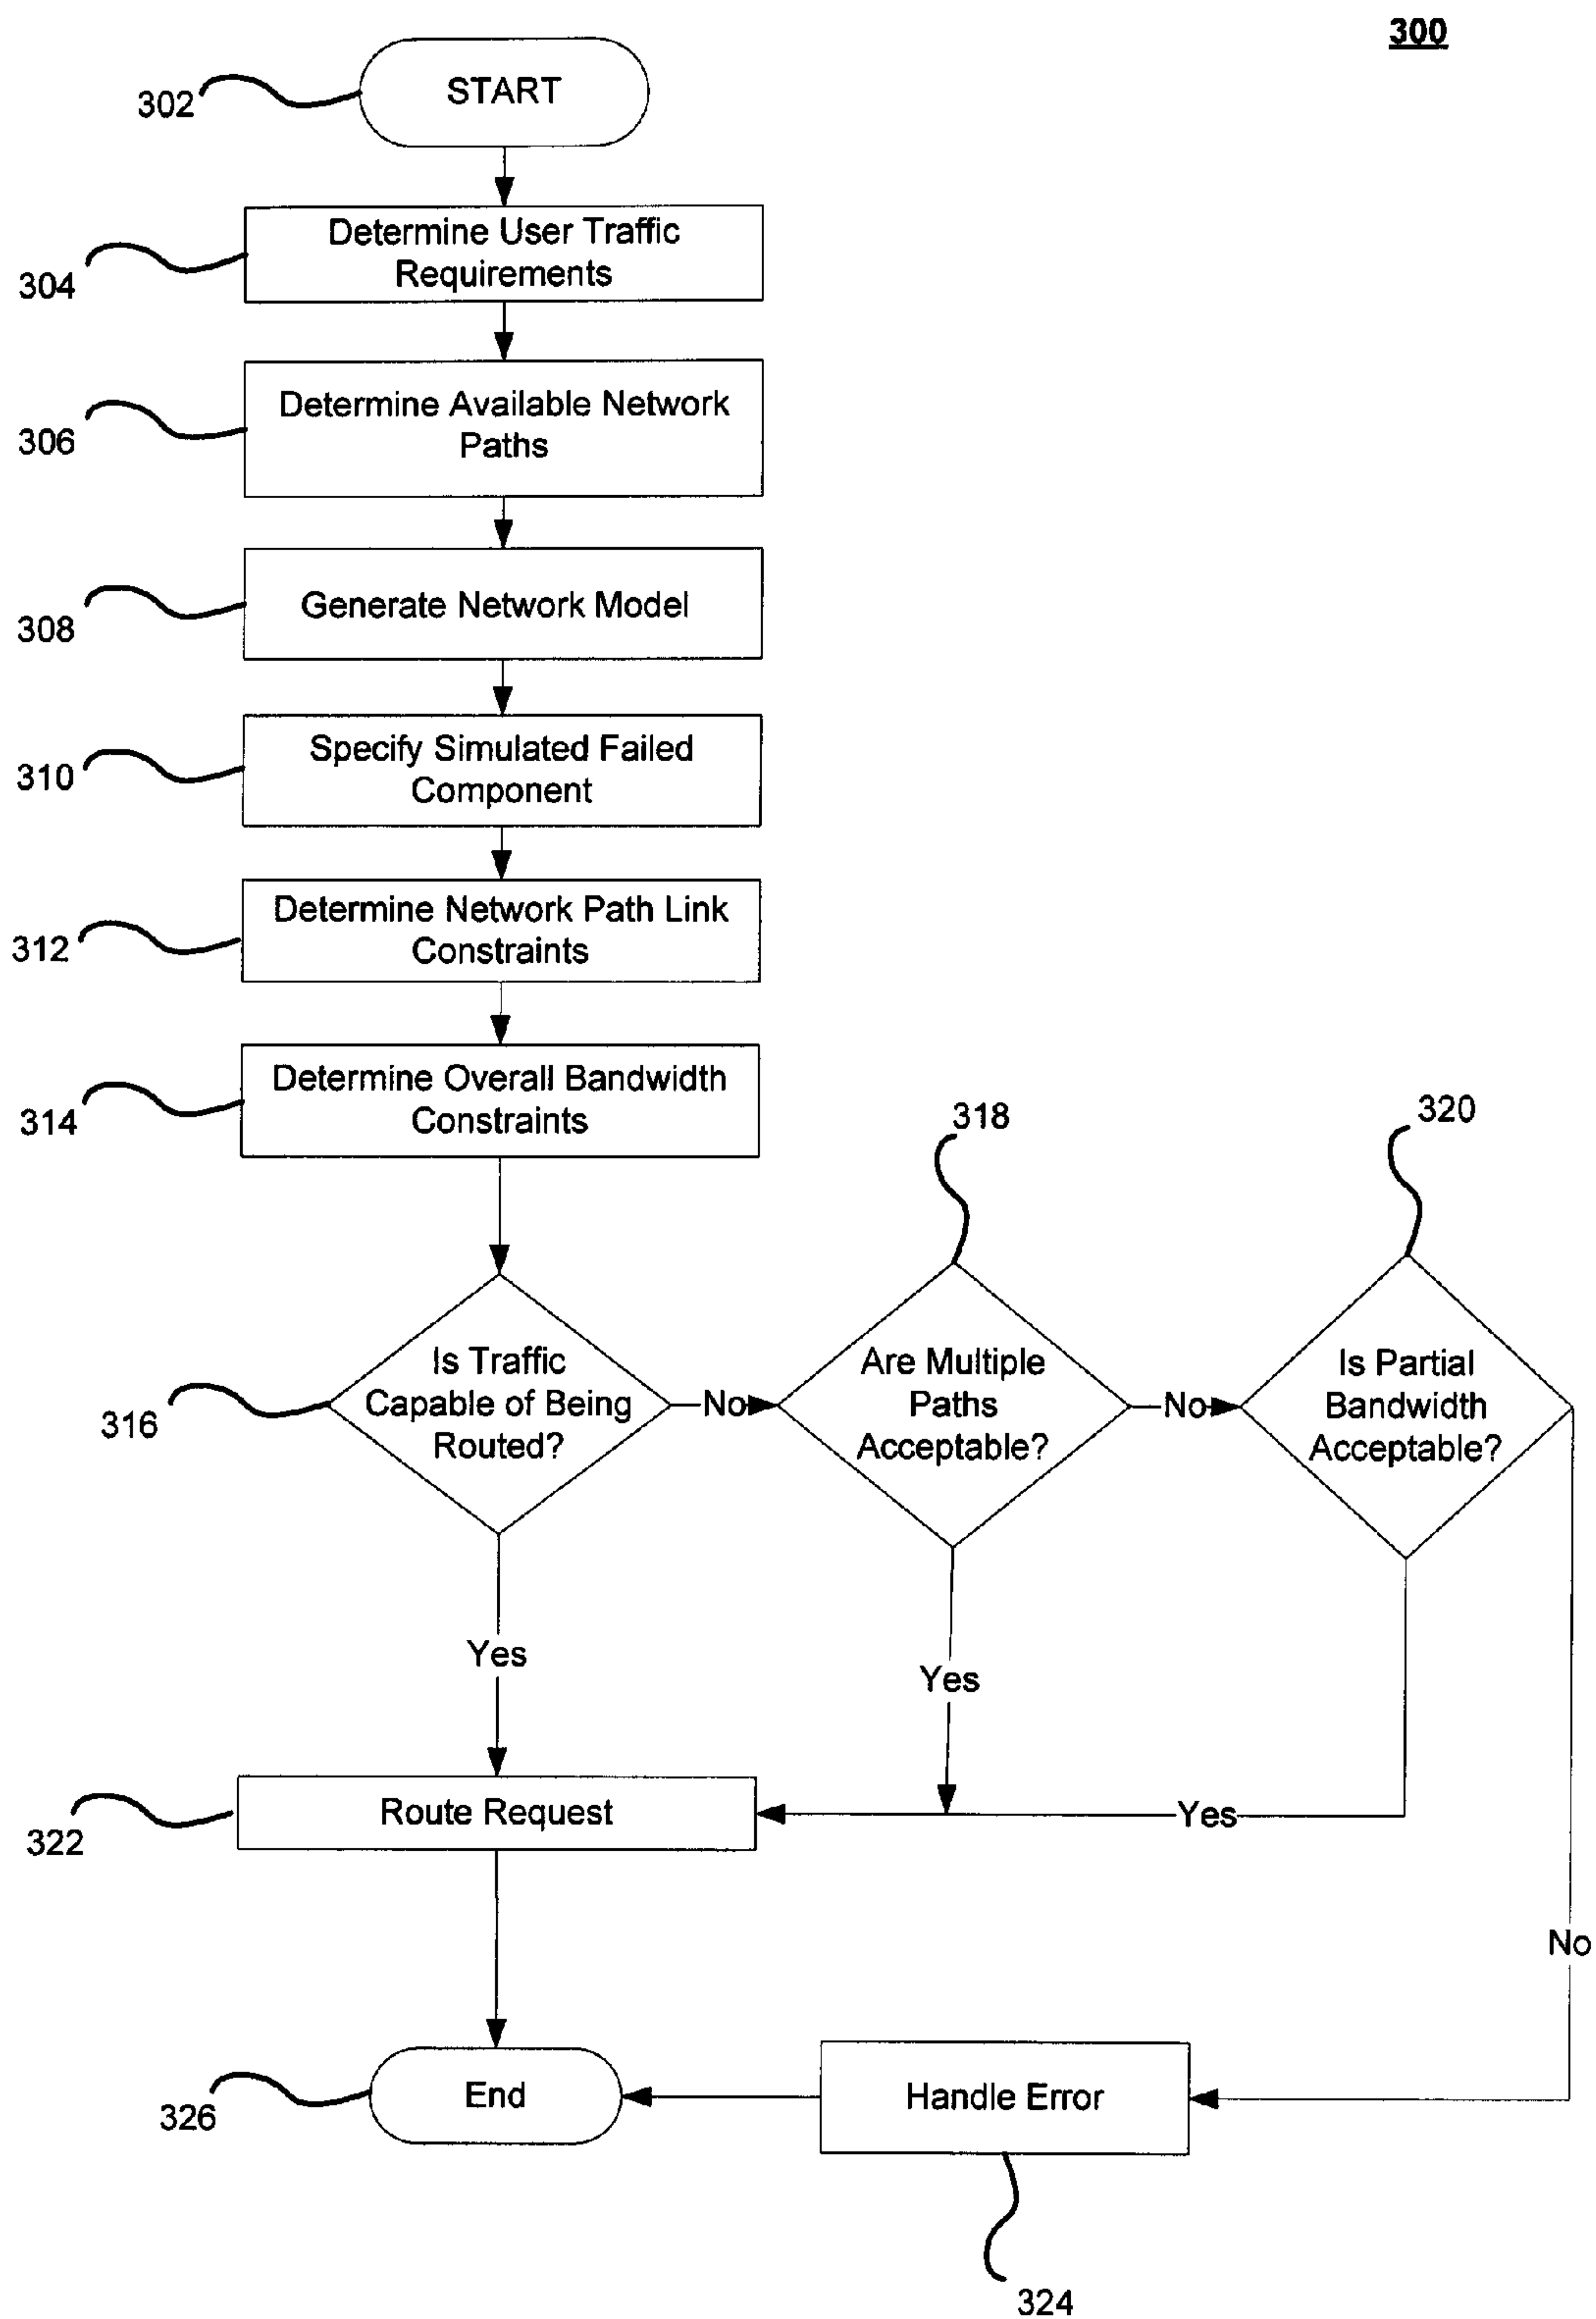 300
302
START
304
Determine User Traffic
Requirements
306
Determine Available Network
Paths
308
Generate Network Model
310
Specify Simulated Failed
Component
312
Determine Network Path Link
Constraints
314
Determine Overall Bandwidth
Constraints
318
320
316
Is Traffic
Capable of Being
Routed?
No
Are Multiple
Paths
Acceptable?
No
Is Partial
Bandwidth
Acceptable?
Yes
Yes
322
Route Request
Yes
No
326
End
Handle Error
324